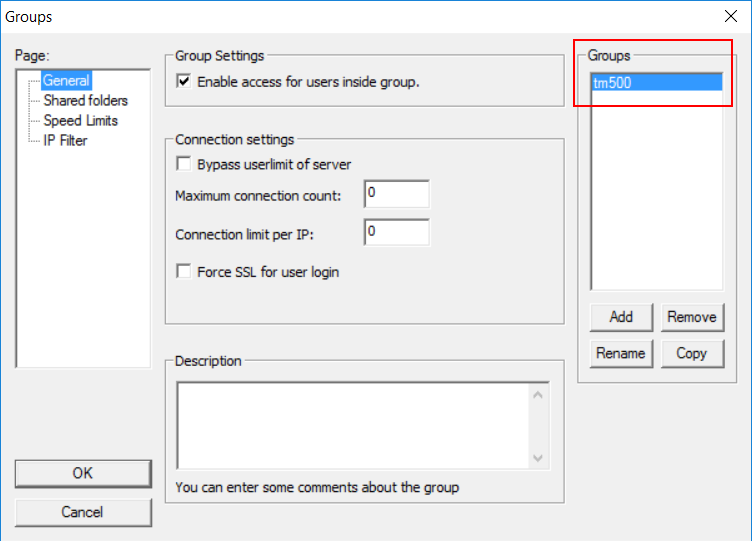 Groups
Page:
General
Shared folders
Speed Limits
IP Filter
OK
Cancel
Group Settings
Enable access for users inside group.
Connection settings
Bypass userlimit of server
Maximum connection count:
0
Connection limit per IP:
0
Force SSL for user login
Description
You can enter some comments about the group
Groups
tm500
Add
Remove
Rename
Copy